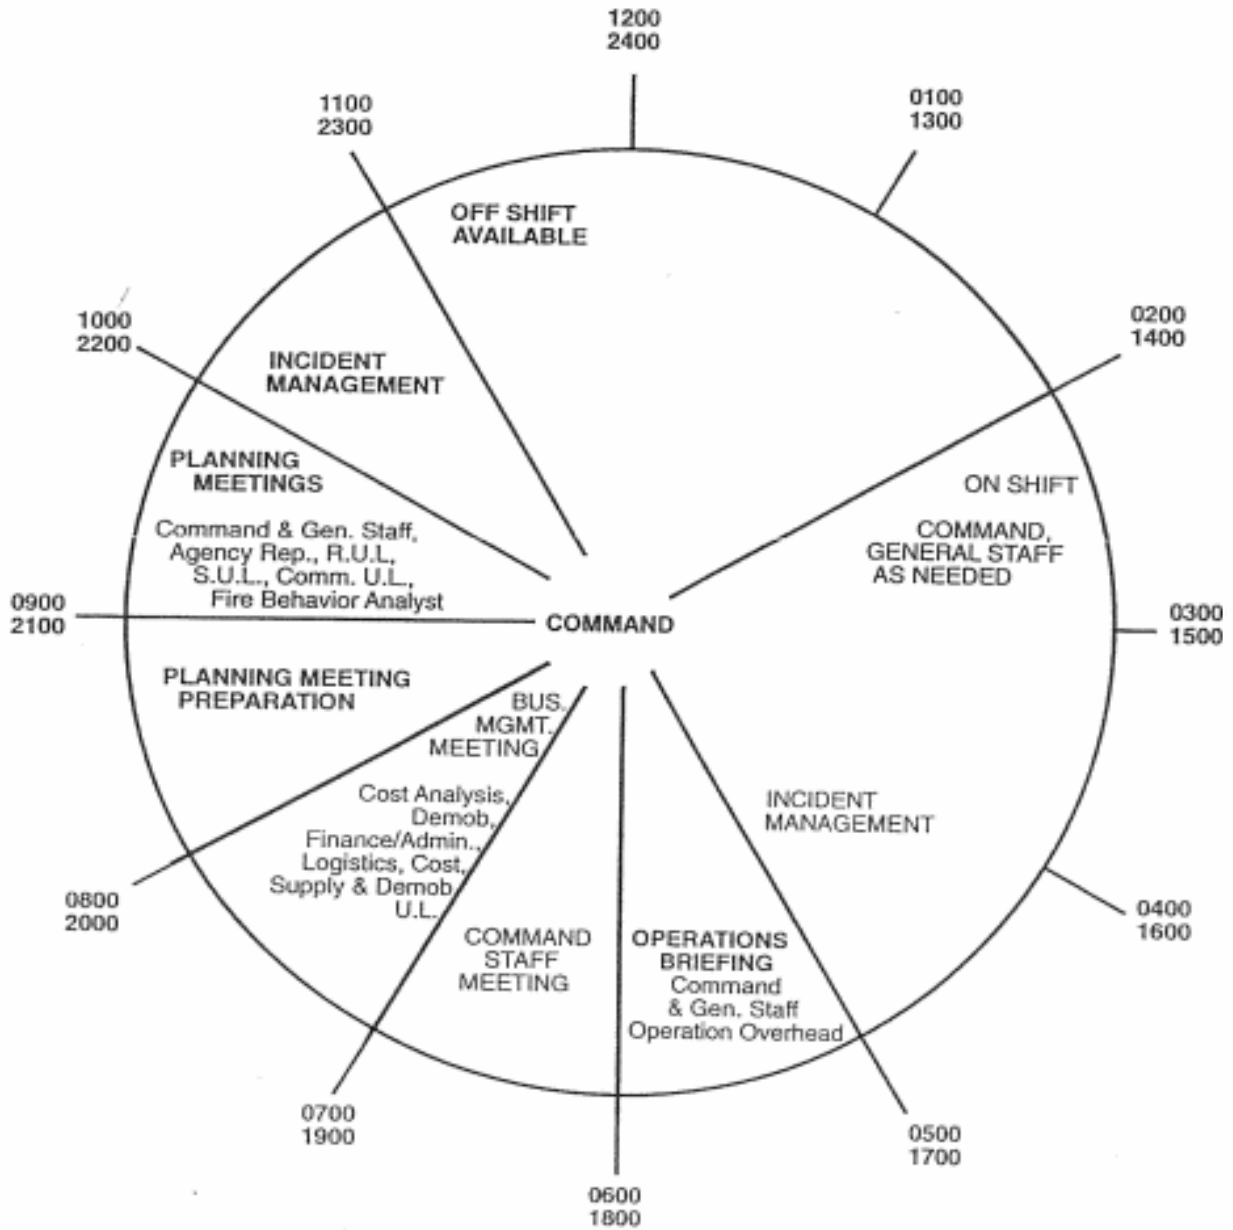 1200
2400
0100
1300
0200
1400
0300
1500
0400
1600
0500
1700
0600
1800
0700
1900
0800
2000
0900
2100
1000
2200
1100
2300
OFF SHIFT
AVAILABLE
ON SHIFT
COMMAND,
GENERAL STAFF
AS NEEDED
INCIDENT
MANAGEMENT
OPERATIONS
BRIEFING
Command
& Gen. Staff
Operation Overhead
COMMAND
STAFF
MEETING
BUS.
MGMT.
MEETING
Cost Analysis,
Demob,
Finance/Admin.,
Logistics, Cost,
Supply & Demob
U.L.
PLANNING MEETING
PREPARATION
PLANNING
MEETINGS
Command & Gen. Staff,
Agency Rep., R.U.L,
S.U.L., Comm. U.L.,
Fire Behavior Analyst
INCIDENT
MANAGEMENT
COMMAND